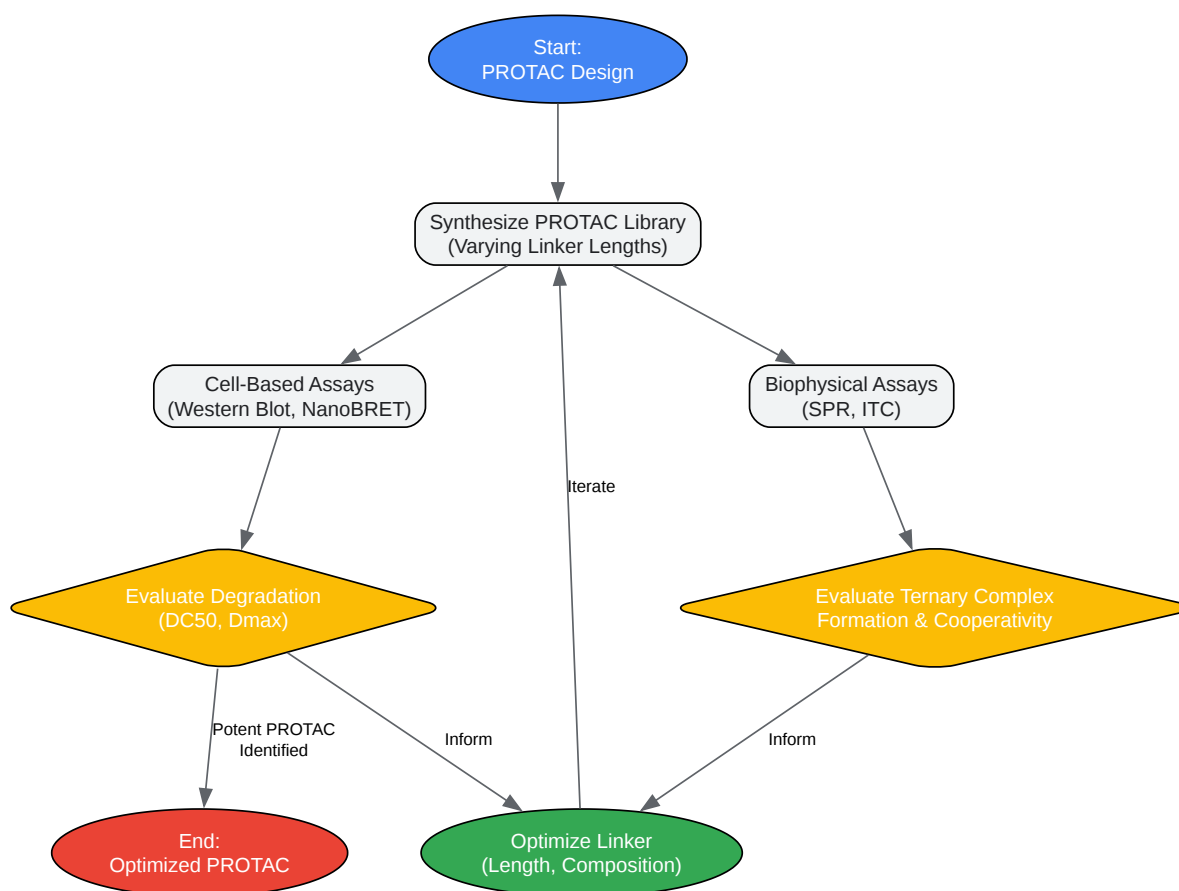 Start:
PROTAC Design
Synthesize PROTAC Library
(Varying Linker Lengths)
Cell-Based Assays
(Western Blot, NanoBRET)
Biophysical Assays
(SPR, ITC)
Iterate
Evaluate Degradation
(DC50, Dmax)
Evaluate Ternary Complex
Formation & Cooperativity
Potent PROTAC
Identified
Inform
Inform
End:
Optimized PROTAC
Optimize Linker
(Length, Composition)